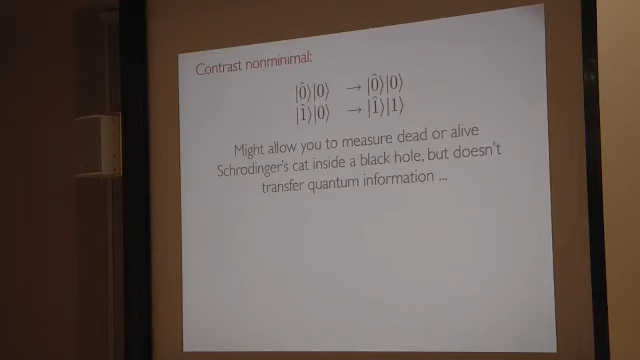 Contrast nonminimal:
|0̂⟩|0⟩ → |0̂⟩|0⟩
|1̂⟩|0⟩ → |1̂⟩|1⟩
Might allow you to measure dead or alive
Schrodinger's cat inside a black hole, but doesn't
transfer quantum information ...